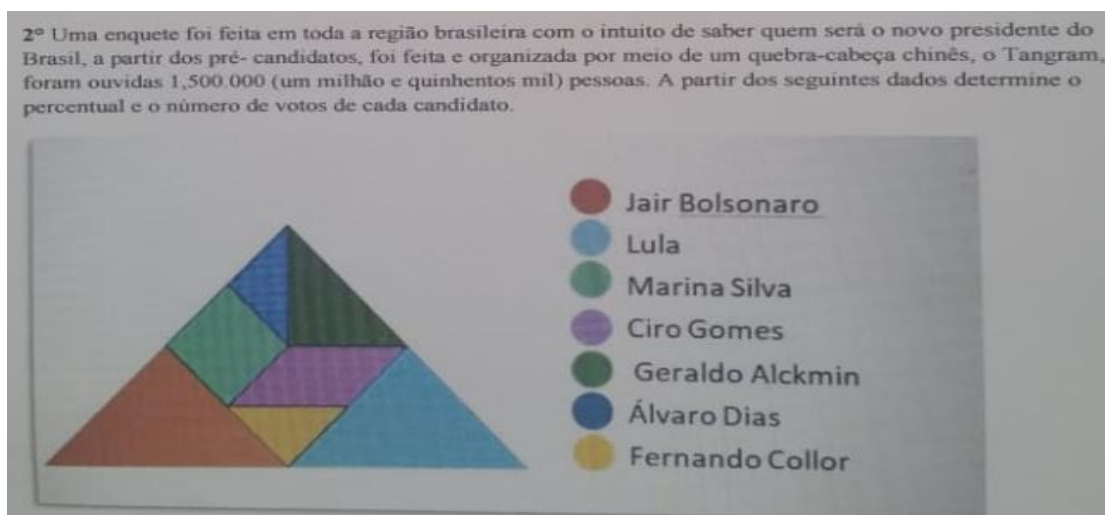 2° Uma enquete foi feita em toda a região brasileira com o intuito de saber quem será o novo presidente do
Brasil, a partir dos pré- candidatos, foi feita e organizada por meio de um quebra-cabeça chinês, o Tangram,
foram ouvidas 1,500.000 (um milhão e quinhentos mil) pessoas. A partir dos seguintes dados determine o
percentual e o número de votos de cada candidato.
Jair Bolsonaro
Lula
Marina Silva
Ciro Gomes
Geraldo Alckmin
Álvaro Dias
Fernando Collor